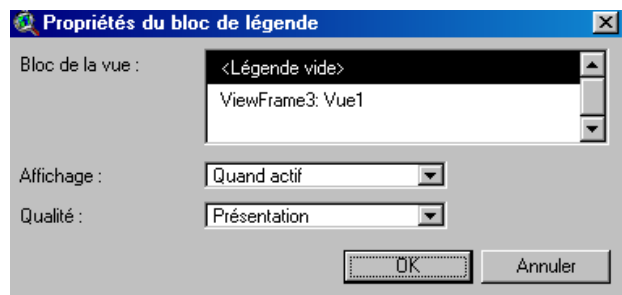 Propriétés du bloc de légende
Bloc de la vue :
<Légende vide>
ViewFrame3: Vue1
Affichage :
Quand actif
Qualité :
Présentation
OK
Annuler